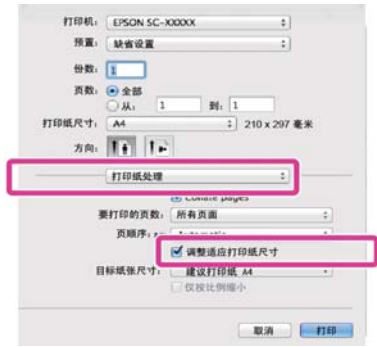 打印机: EPSON SC-XXXXX
预置: 缺省设置
份数: 1
页数: 全部
从: 1 到: 1
打印纸尺寸: A4 210 x 297 毫米
方向:
打印纸处理
Collate pages
要打印的页数: 所有页面
页顺序: Automatic
调整适应打印纸尺寸
目标纸张尺寸: 建议打印纸 A4
仅按比例缩小
取消 打印